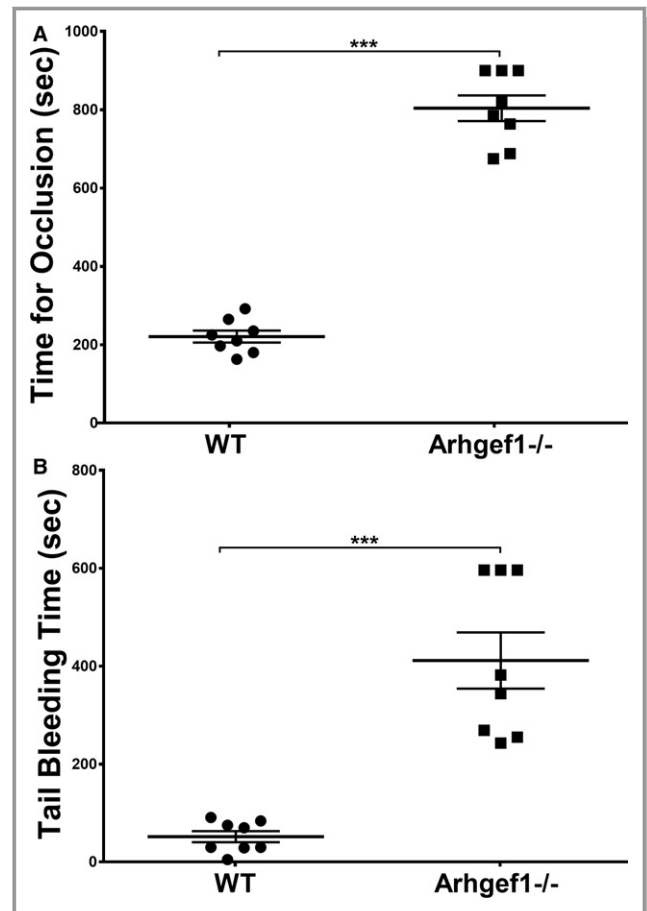 A
Time for Occlusion (sec)
1000
800
600
400
200
0
***
WT Arhgef1-/-
B
Tail Bleeding Time (sec)
800
600
400
200
0
***
WT Arhgef1-/-